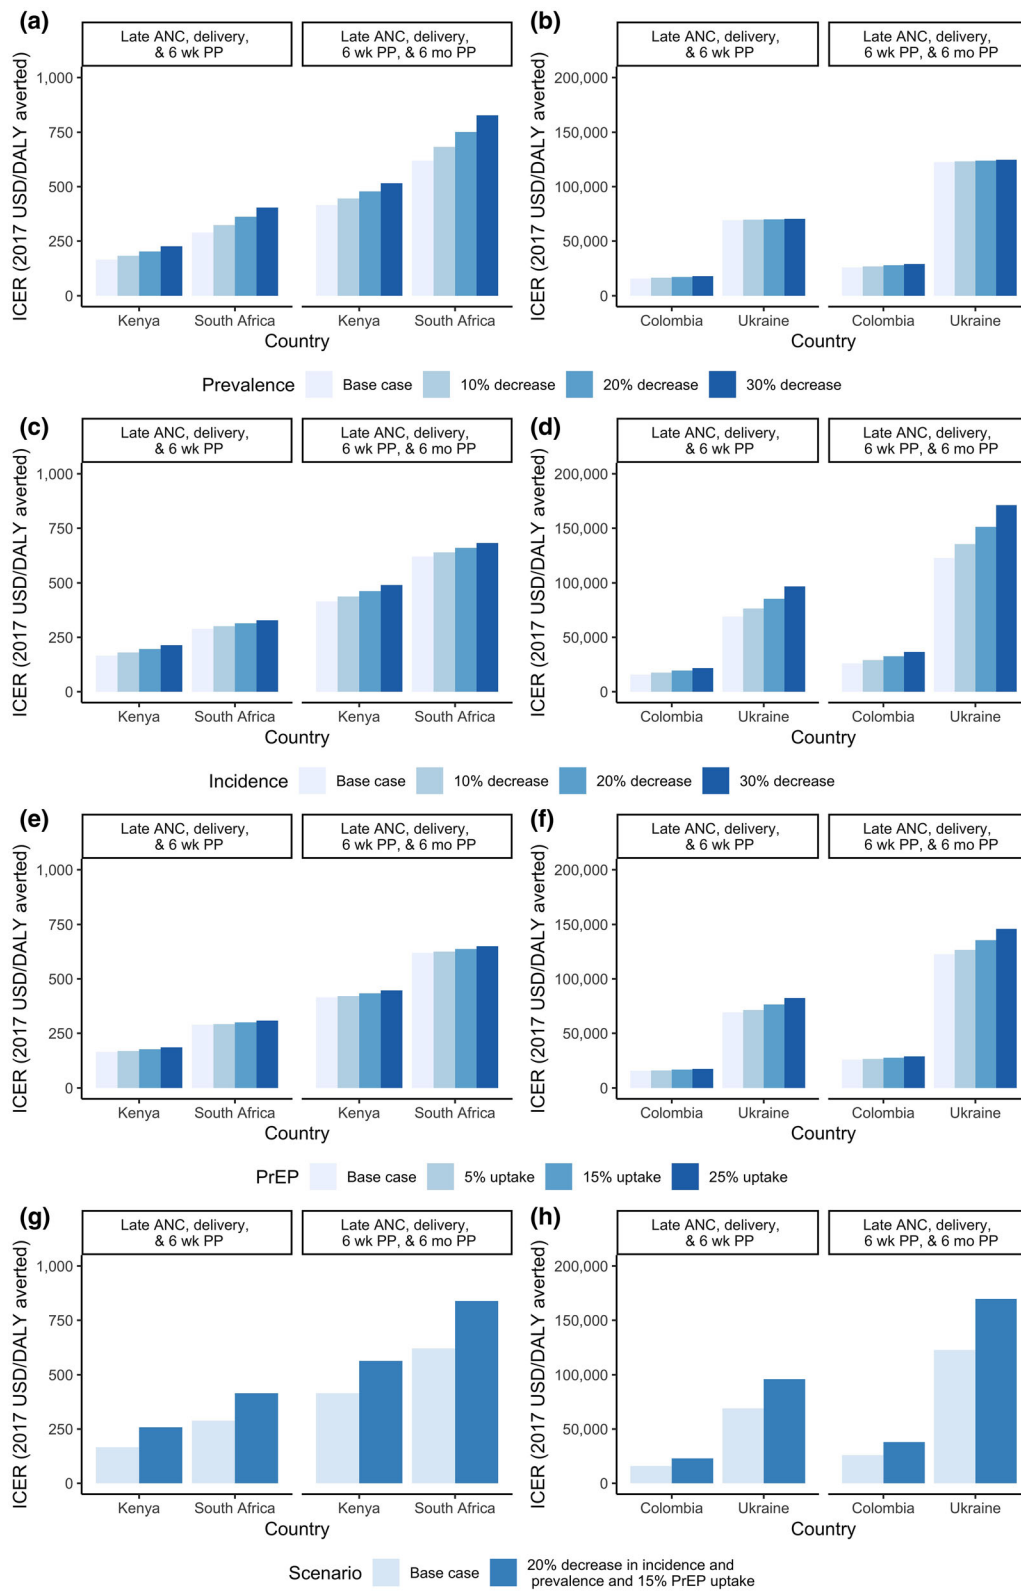 (a)
Late ANC, delivery,
& 6 wk PP
Late ANC, delivery,
6 wk PP, & 6 mo PP
ICER (2017 USD/DALY averted)
1,000
750
500
250
0
Kenya
South Africa
Kenya
South Africa
Country
(b)
Late ANC, delivery,
& 6 wk PP
Late ANC, delivery,
6 wk PP, & 6 mo PP
ICER (2017 USD/DALY averted)
200,000
150,000
100,000
50,000
0
Colombia
Ukraine
Colombia
Ukraine
Country
Prevalence
Base case
10% decrease
20% decrease
30% decrease
(c)
Late ANC, delivery,
& 6 wk PP
Late ANC, delivery,
6 wk PP, & 6 mo PP
ICER (2017 USD/DALY averted)
1,000
750
500
250
0
Kenya
South Africa
Kenya
South Africa
Country
(d)
Late ANC, delivery,
& 6 wk PP
Late ANC, delivery,
6 wk PP, & 6 mo PP
ICER (2017 USD/DALY averted)
200,000
150,000
100,000
50,000
0
Colombia
Ukraine
Colombia
Ukraine
Country
Incidence
Base case
10% decrease
20% decrease
30% decrease
(e)
Late ANC, delivery,
& 6 wk PP
Late ANC, delivery,
6 wk PP, & 6 mo PP
ICER (2017 USD/DALY averted)
1,000
750
500
250
0
Kenya
South Africa
Kenya
South Africa
Country
(f)
Late ANC, delivery,
& 6 wk PP
Late ANC, delivery,
6 wk PP, & 6 mo PP
ICER (2017 USD/DALY averted)
200,000
150,000
100,000
50,000
0
Colombia
Ukraine
Colombia
Ukraine
Country
PrEP
Base case
5% uptake
15% uptake
25% uptake
(g)
Late ANC, delivery,
& 6 wk PP
Late ANC, delivery,
6 wk PP, & 6 mo PP
ICER (2017 USD/DALY averted)
1,000
750
500
250
0
Kenya
South Africa
Kenya
South Africa
Country
(h)
Late ANC, delivery,
& 6 wk PP
Late ANC, delivery,
6 wk PP, & 6 mo PP
ICER (2017 USD/DALY averted)
200,000
150,000
100,000
50,000
0
Colombia
Ukraine
Colombia
Ukraine
Country
Scenario
Base case
20% decrease in incidence and
prevalence and 15% PrEP uptake